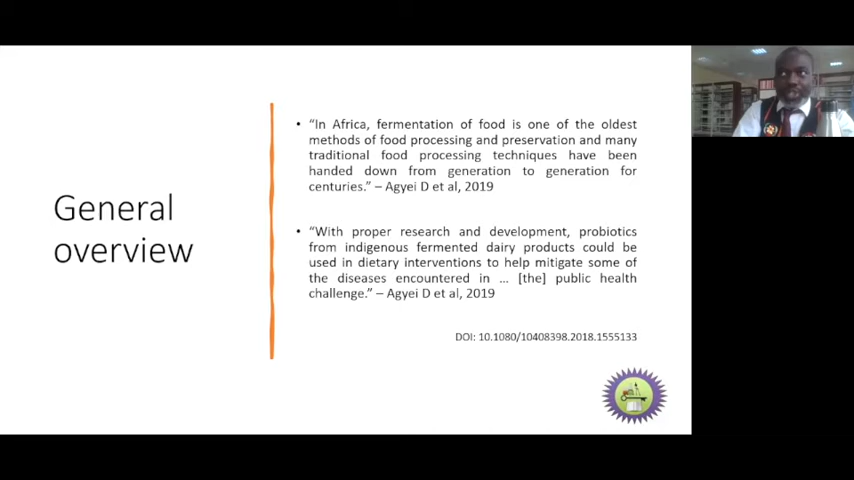 General
overview
• “In Africa, fermentation of food is one of the oldest
methods of food processing and preservation and many
traditional food processing techniques have been
handed down from generation to generation for
centuries.” – Agyei D et al, 2019
• “With proper research and development, probiotics
from indigenous fermented dairy products could be
used in dietary interventions to help mitigate some of
the diseases encountered in ... [the] public health
challenge.” – Agyei D et al, 2019
DOI: 10.1080/10408398.2018.1555133